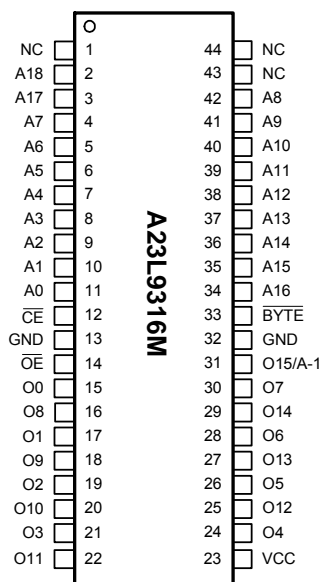 NC 1 44 NC
A18 2 43 NC
A17 3 42 A8
A7 4 41 A9
A6 5 40 A10
A5 6 39 A11
A4 7 38 A12
A3 8 37 A13
A2 9 36 A14
A1 10 35 A15
A0 11 34 A16
C̅E̅ 12 33 B̅Y̅T̅E̅
GND 13 32 GND
O̅E̅ 14 31 O15/A-1
O0 15 30 O7
O8 16 29 O14
O1 17 28 O6
O9 18 27 O13
O2 19 26 O5
O10 20 25 O12
O3 21 24 O4
O11 22 23 VCC
A23L9316M